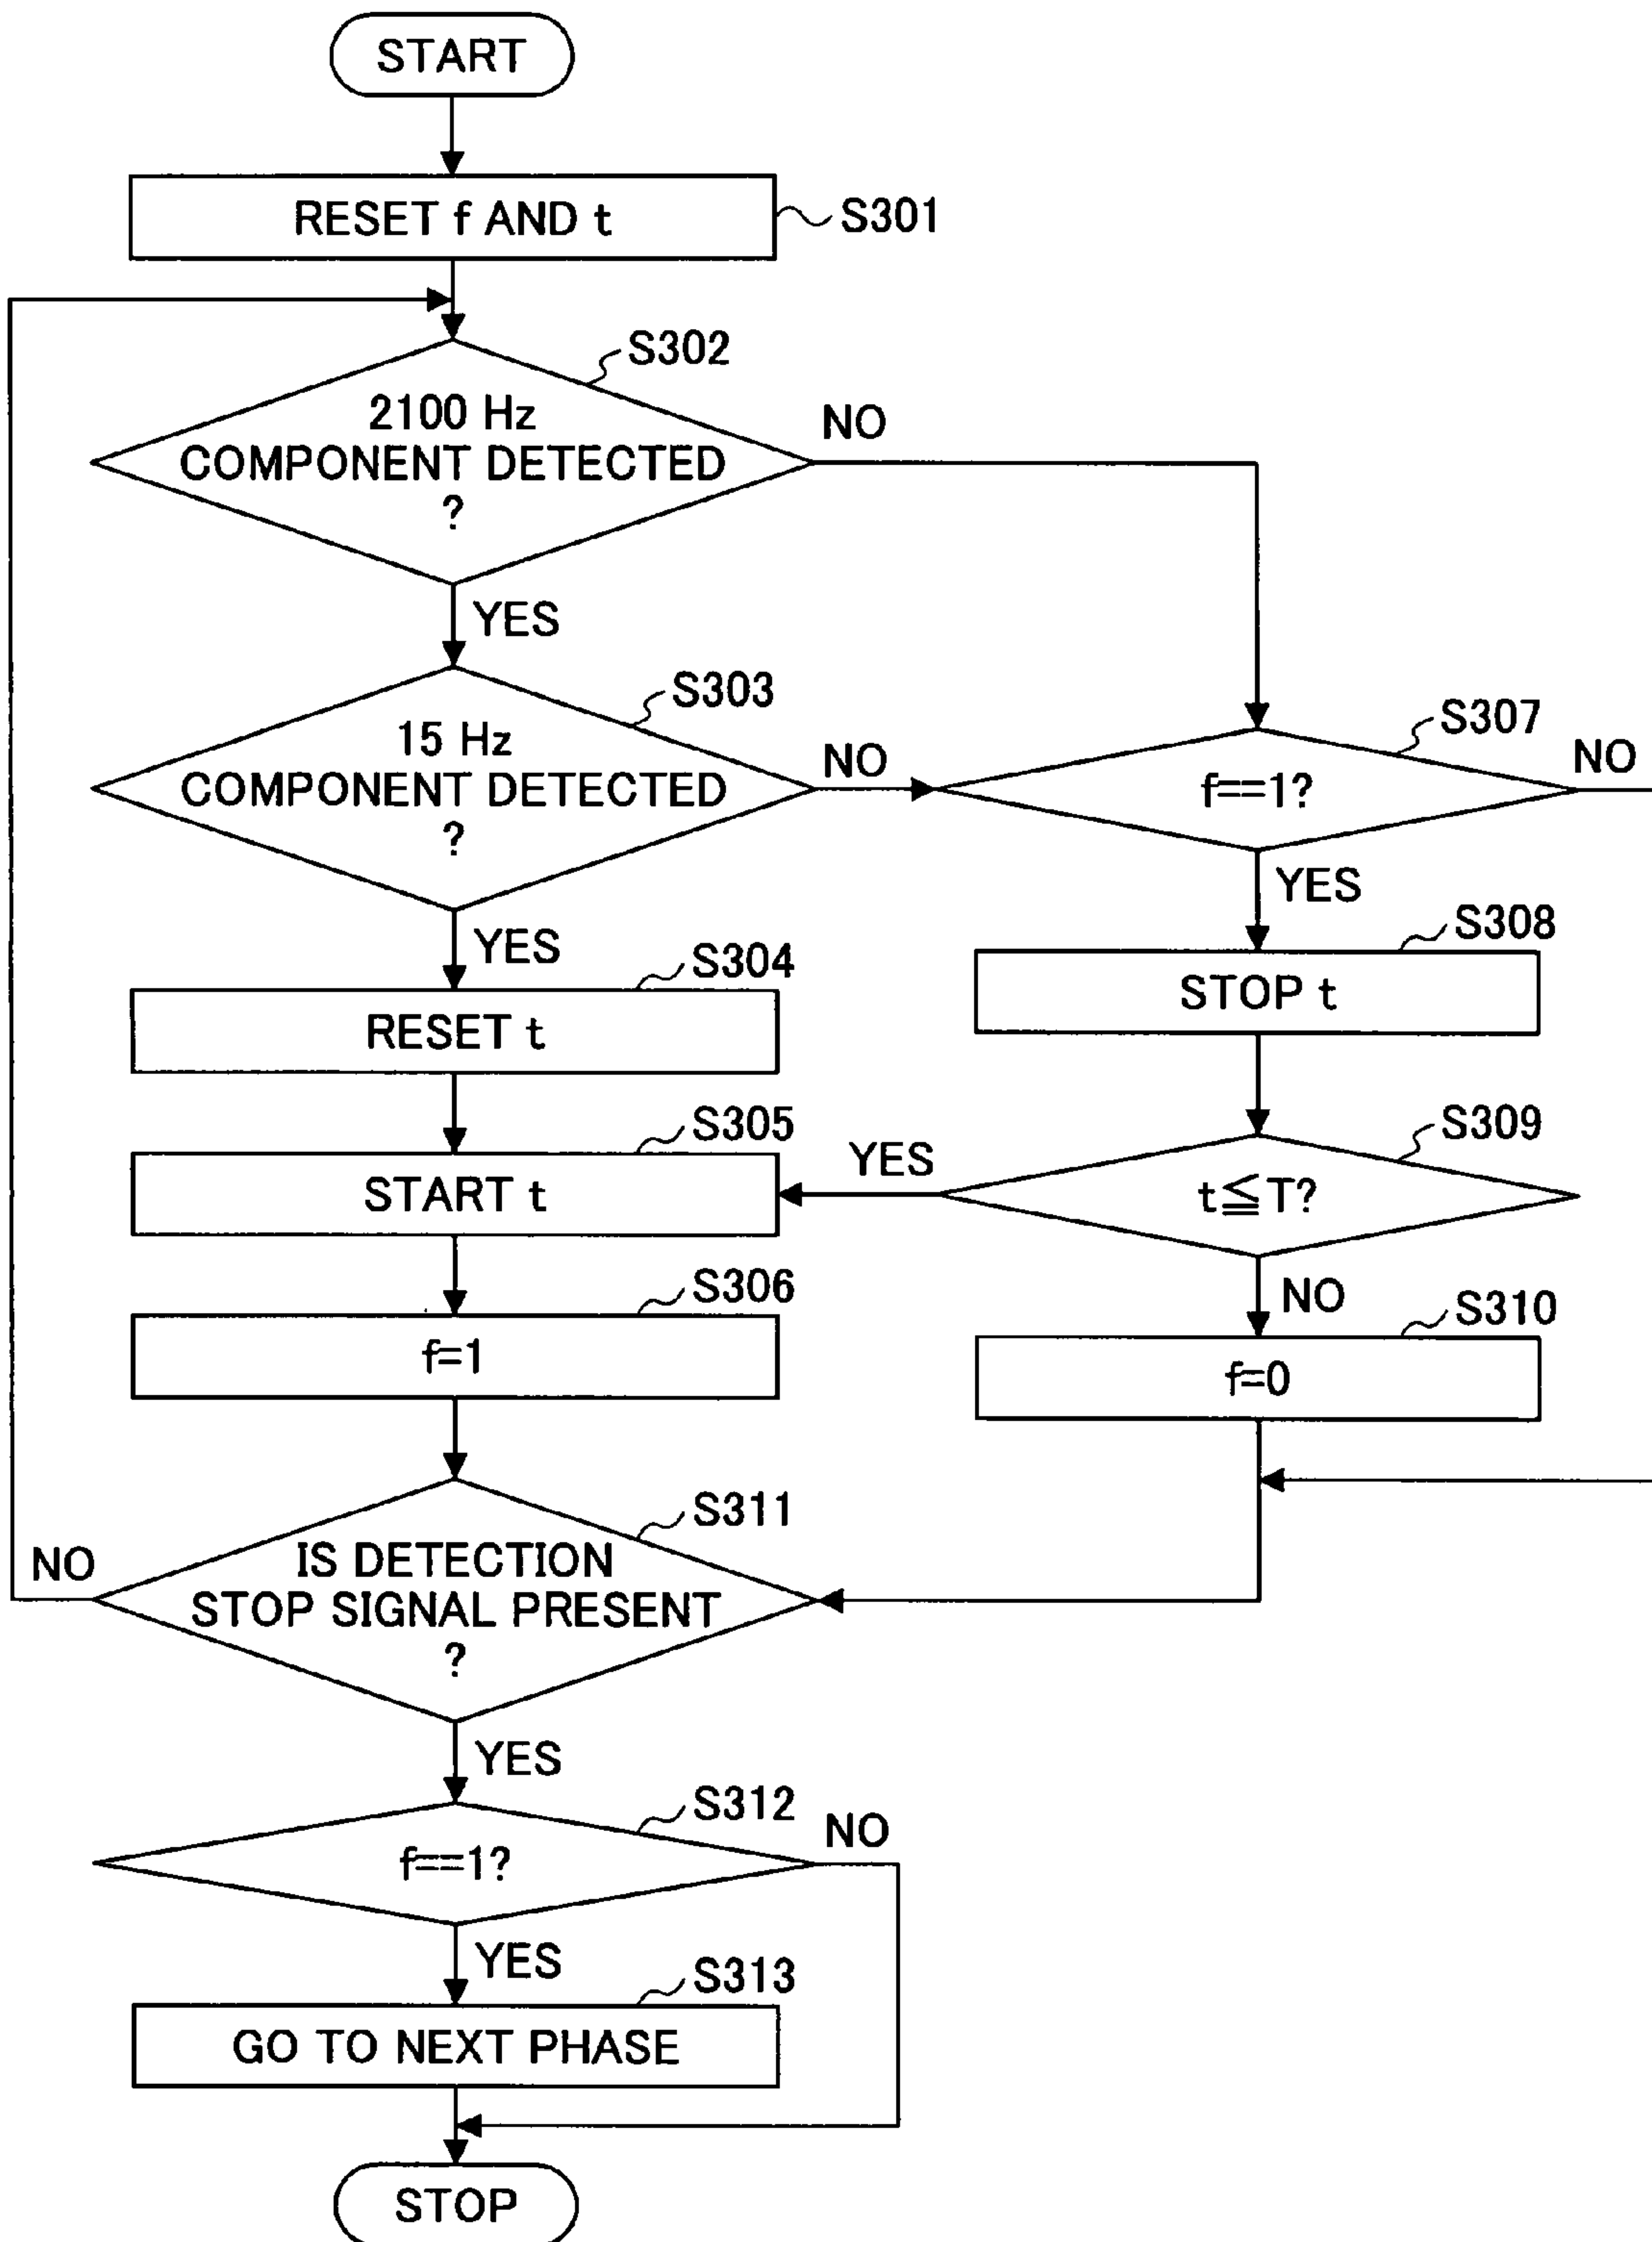 START
RESET f AND t
S301
S302
2100 Hz
COMPONENT DETECTED
?
NO
YES
S303
15 Hz
COMPONENT DETECTED
?
NO
S307
f==1?
NO
YES
YES
S304
RESET t
S308
STOP t
S305
START t
YES
S309
t≦T?
NO
S306
f=1
S310
f=0
S311
IS DETECTION
STOP SIGNAL PRESENT
?
NO
YES
S312
f==1?
NO
YES
S313
GO TO NEXT PHASE
STOP